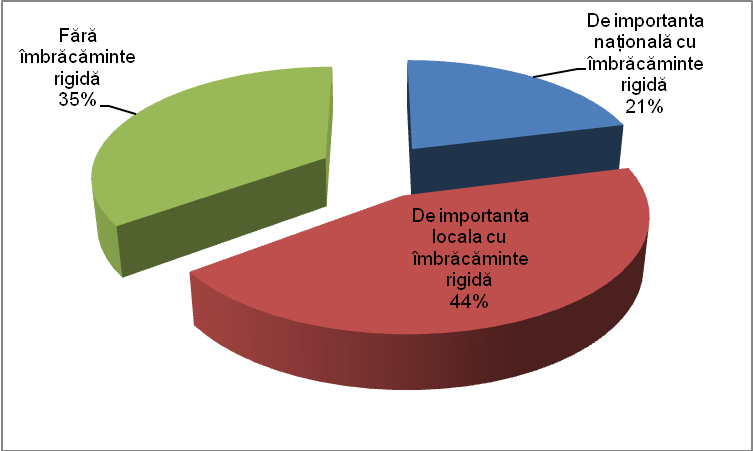 Fără
îmbrăcăminte
rigidă
35%
De importanta
națională cu
îmbrăcăminte
rigidă
21%
De importanta
locala cu
îmbrăcăminte
rigidă
44%